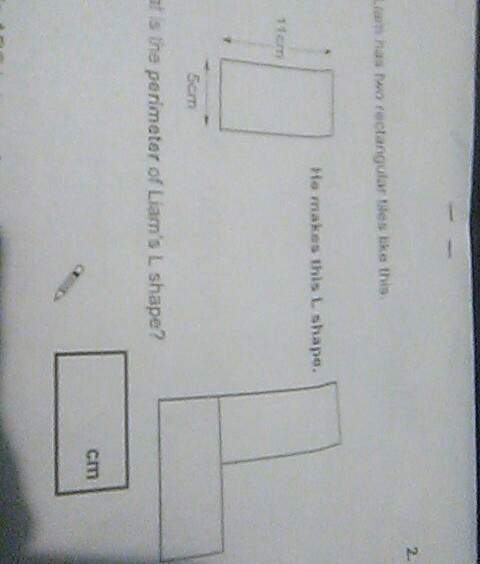 2.
Liam has two rectangular tiles like this.
11cm
5cm
He makes this L shape.
is the perimeter of Liam's L shape?
cm